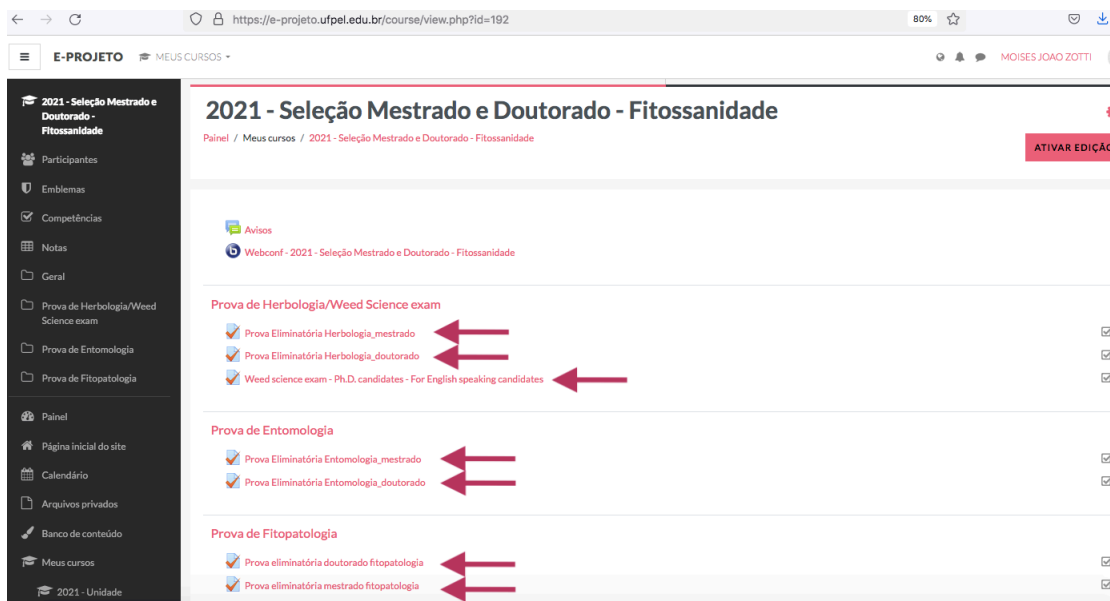 https://e-projeto.ufpel.edu.br/course/view.php?id=192
80%
E-PROJETO
MEUS CURSOS
MOISES JOAO ZOTTI
2021 - Seleção Mestrado e
Doutorado -
Fitossanidade
Participantes
Emblemas
Competências
Notas
Geral
Prova de Herbologia/Weed
Science exam
Prova de Entomologia
Prova de Fitopatologia
Painel
Página inicial do site
Calendário
Arquivos privados
Banco de conteúdo
Meus cursos
2021 - Unidade
2021 - Seleção Mestrado e Doutorado - Fitossanidade
Painel / Meus cursos / 2021 - Seleção Mestrado e Doutorado - Fitossanidade
ATIVAR EDIÇÃO
Avisos
Webconf - 2021 - Seleção Mestrado e Doutorado - Fitossanidade
Prova de Herbologia/Weed Science exam
Prova Eliminatória Herbologia_mestrado
Prova Eliminatória Herbologia_doutorado
Weed science exam - Ph.D. candidates - For English speaking candidates
Prova de Entomologia
Prova Eliminatória Entomologia_mestrado
Prova Eliminatória Entomologia_doutorado
Prova de Fitopatologia
Prova eliminatória doutorado fitopatologia
Prova eliminatória mestrado fitopatologia